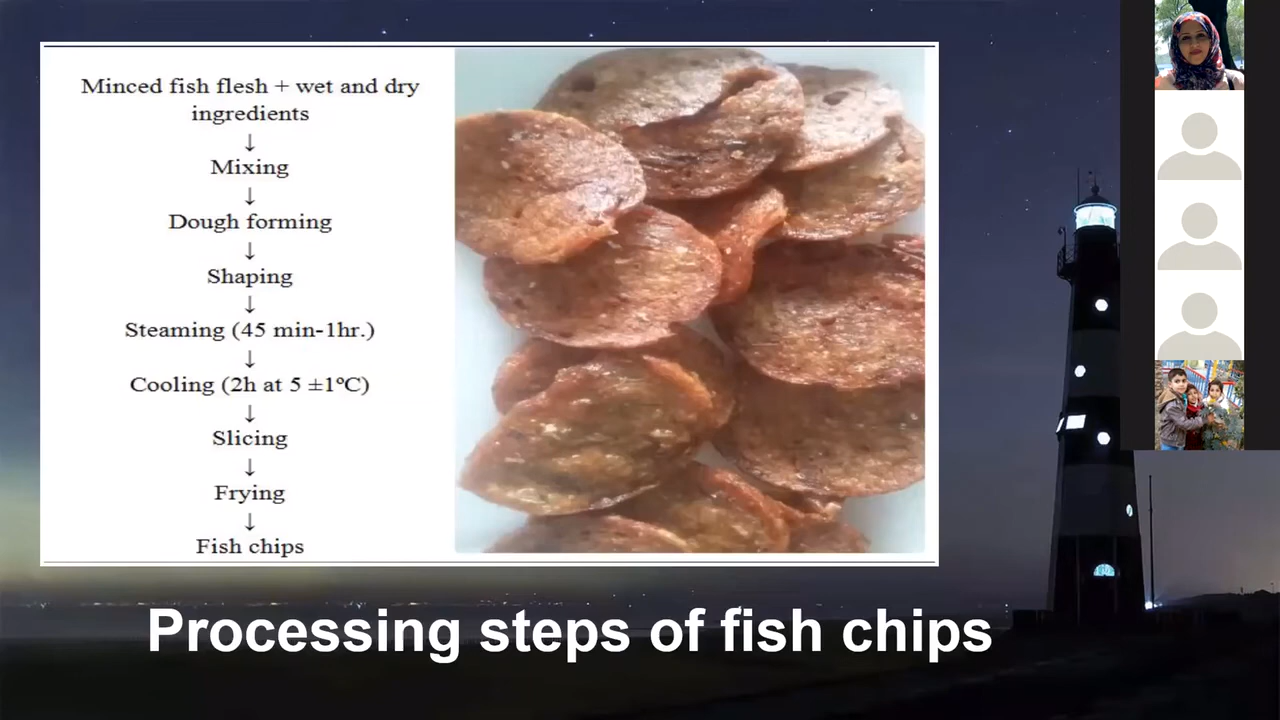 Minced fish flesh + wet and dry
ingredients
↓
Mixing
↓
Dough forming
↓
Shaping
↓
Steaming (45 min-1hr.)
↓
Cooling (2h at 5 ±1ºC)
↓
Slicing
↓
Frying
↓
Fish chips
Processing steps of fish chips